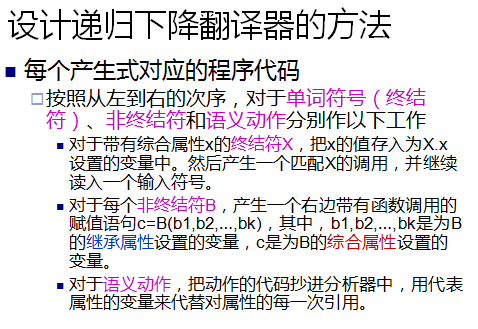 设计递归下降翻译器的方法
每个产生式对应的程序代码
按照从左到右的次序，对于单词符号（终结
符）、非终结符和语义动作分别作以下工作
对于带有综合属性x的终结符X，把x的值存入为X.x
设置的变量中。然后产生一个匹配X的调用，并继续
读入一个输入符号。
对于每个非终结符B，产生一个右边带有函数调用的
赋值语句c=B(b1,b2,...,bk)，其中，b1,b2,...,bk是为B
的继承属性设置的变量，c是为B的综合属性设置的
变量。
对于语义动作，把动作的代码抄进分析器中，用代表
属性的变量来代替对属性的每一次引用。